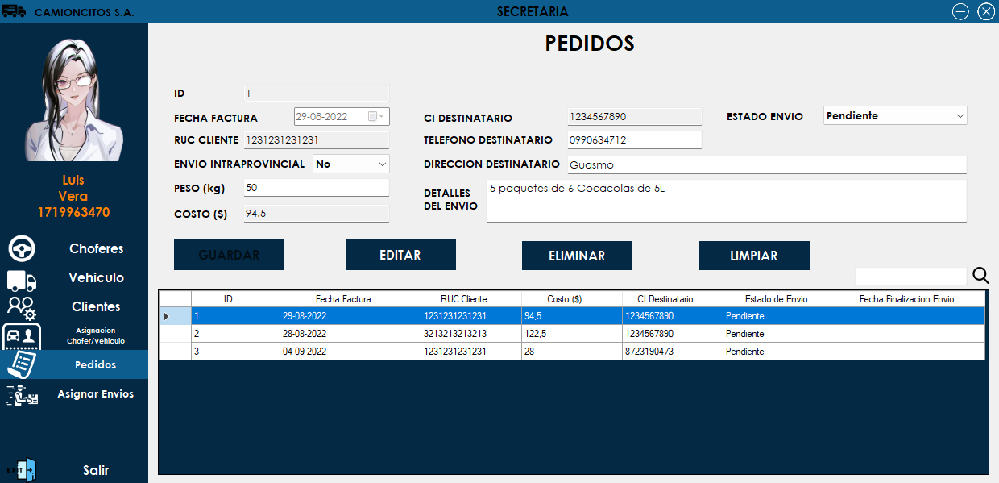 CAMIONCITOS S.A.
SECRETARIA
Luis
Vera
1719963470
Choferes
Vehiculo
Clientes
Asignacion
Chofer/Vehiculo
Pedidos
Asignar Envios
EXIT
Salir
PEDIDOS
ID 1
FECHA FACTURA 29-08-2022
RUC CLIENTE 1231231231231
ENVIO INTRAPROVINCIAL No
PESO (kg) 50
COSTO ($) 94.5
CI DESTINATARIO 1234567890
TELEFONO DESTINATARIO 0990634712
DIRECCION DESTINATARIO Guasmo
DETALLES
DEL ENVIO
5 paquetes de 6 Cocacolas de 5L
ESTADO ENVIO Pendiente
GUARDAR EDITAR ELIMINAR LIMPIAR
ID Fecha Factura RUC Cliente Costo ($) CI Destinatario Estado de Envio Fecha Finalizacion Envio
1 29-08-2022 1231231231231 94,5 1234567890 Pendiente
2 28-08-2022 3213213213213 122,5 1234567890 Pendiente
3 04-09-2022 1231231231231 28 8723190473 Pendiente